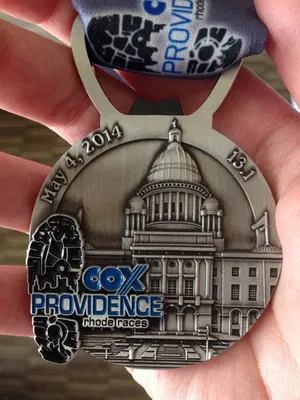 COX
PROVIDENCE
rhode races
May 4, 2014
13.1
COX
PROVIDENCE
rhode races